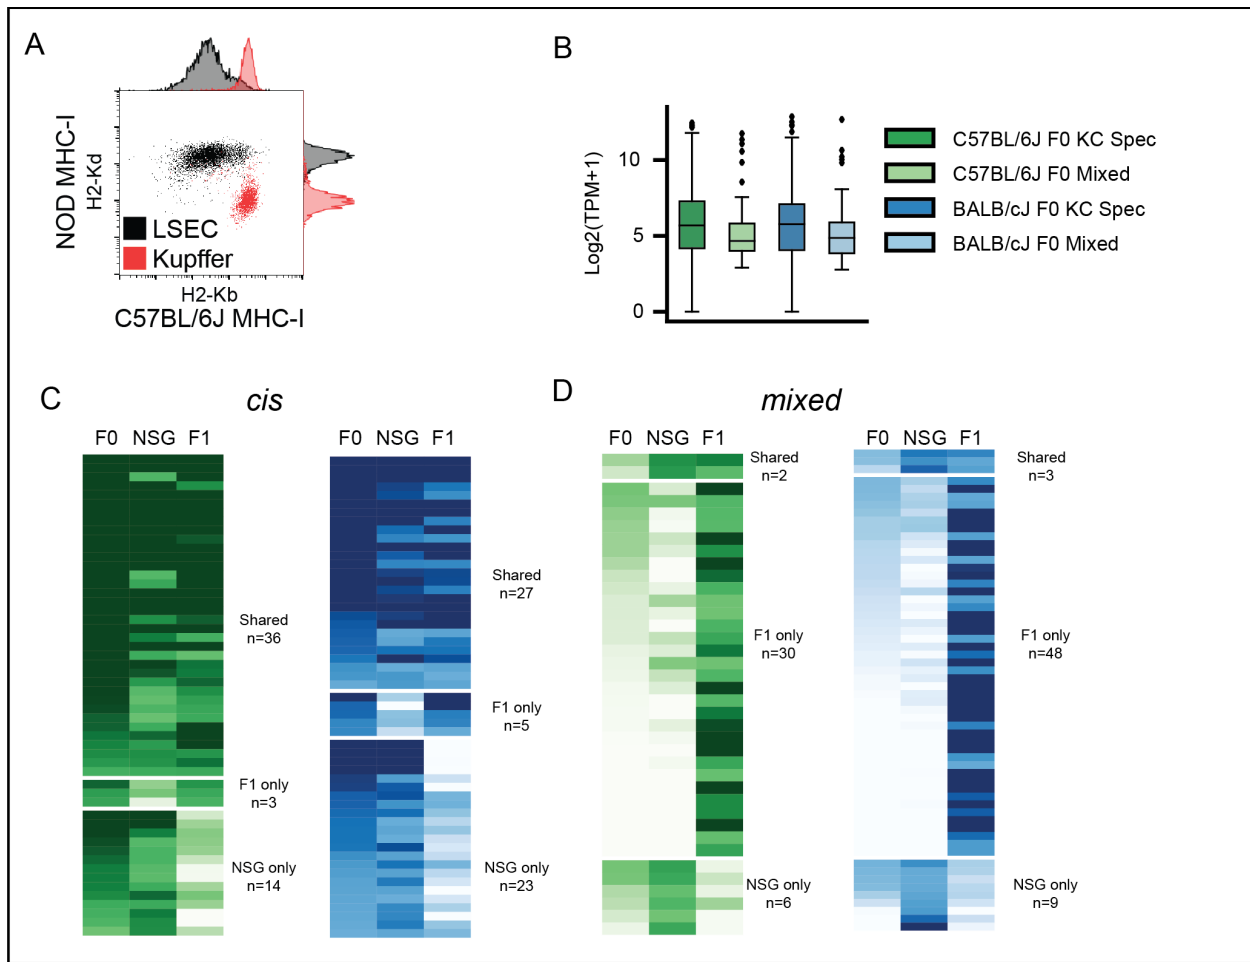 A
NOD MHC-I
H2-Kd
LSEC
Kupffer
H2-Kb
C57BL/6J MHC-I
B
Log2(TPM+1)
10
5
0
C57BL/6J F0 KC Spec
C57BL/6J F0 Mixed
BALB/cJ F0 KC Spec
BALB/cJ F0 Mixed
C
cis
F0 NSG F1
Shared
n=36
F1 only
n=3
NSG only
n=14
F0 NSG F1
Shared
n=27
F1 only
n=5
NSG only
n=23
D
mixed
F0 NSG F1
Shared
n=2
F1 only
n=30
NSG only
n=6
F0 NSG F1
Shared
n=3
F1 only
n=48
NSG only
n=9